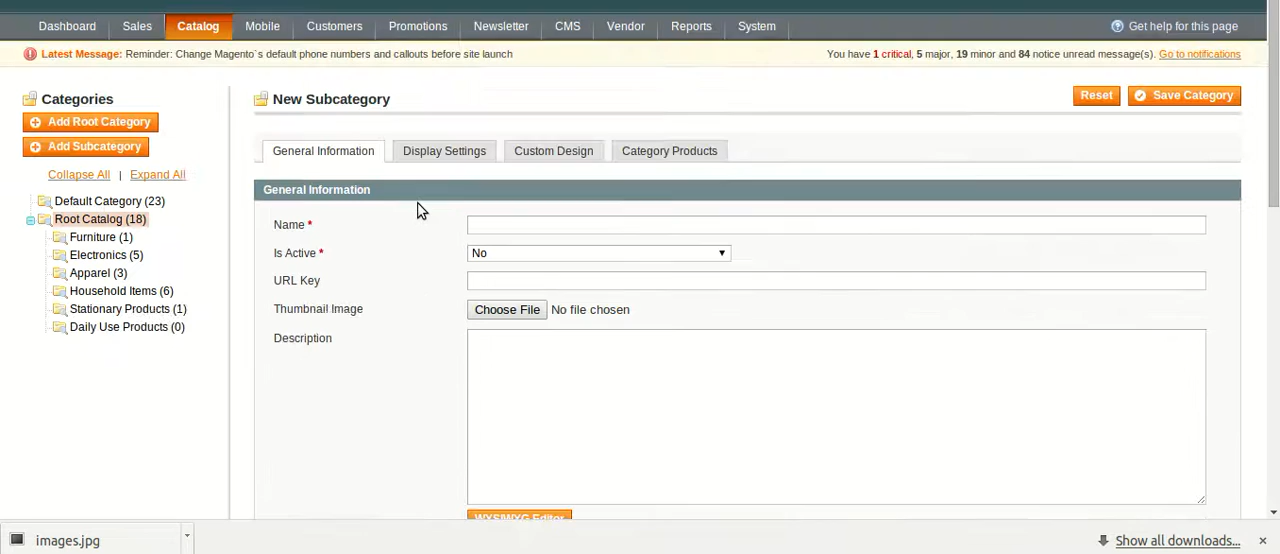 Dashboard Sales Catalog Mobile Customers Promotions Newsletter CMS Vendor Reports System Get help for this page
Latest Message: Reminder: Change Magento`s default phone numbers and callouts before site launch You have 1 critical, 5 major, 19 minor and 84 notice unread message(s). Go to notifications
Categories
Add Root Category
Add Subcategory
Collapse All | Expand All
Default Category (23)
Root Catalog (18)
Furniture (1)
Electronics (5)
Apparel (3)
Household Items (6)
Stationary Products (1)
Daily Use Products (0)
New Subcategory Reset Save Category
General Information Display Settings Custom Design Category Products
General Information
Name *
Is Active * No
URL Key
Thumbnail Image Choose File No file chosen
Description
WYSIWYG Editor
images.jpg Show all downloads...